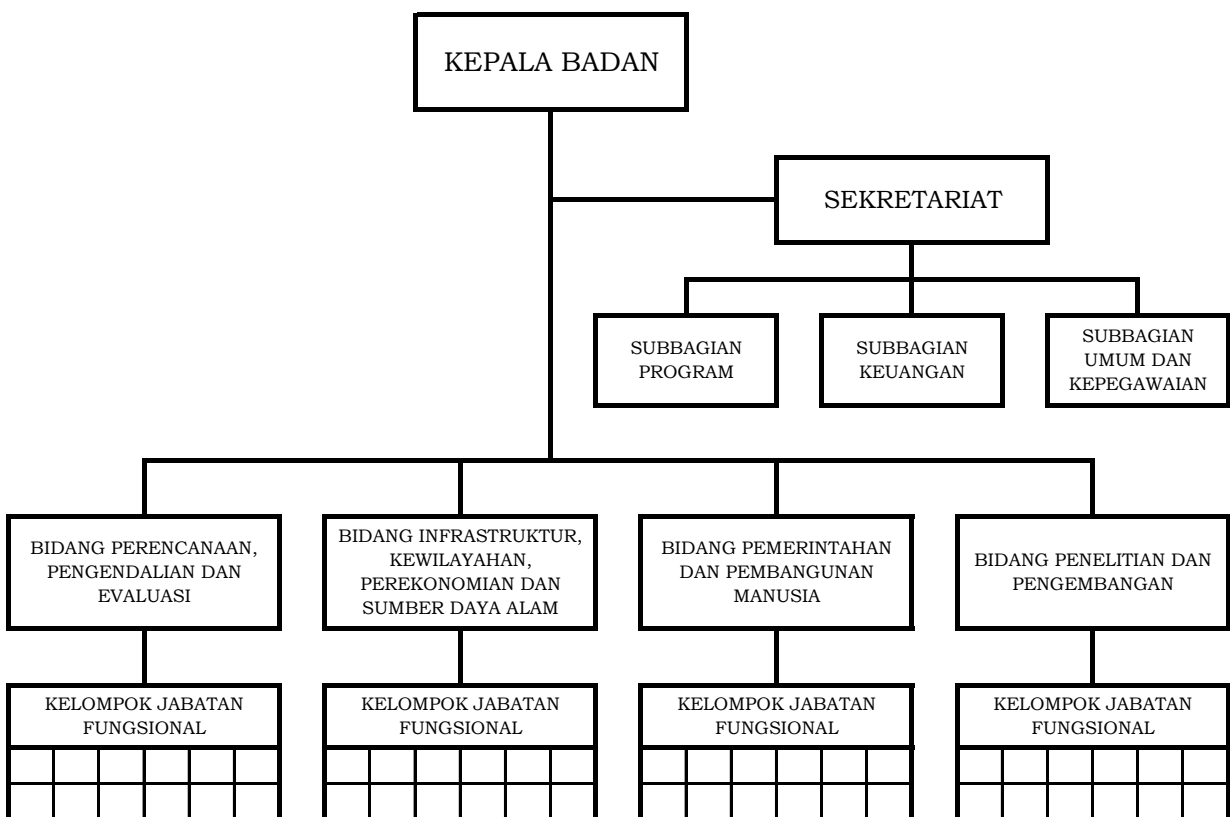 KEPALA BADAN
SEKRETARIAT
SUBBAGIAN
PROGRAM
SUBBAGIAN
KEUANGAN
SUBBAGIAN
UMUM DAN
KEPEGAWAIAN
BIDANG PERENCANAAN,
PENGENDALIAN DAN
EVALUASI
BIDANG INFRASTRUKTUR,
KEWILAYAHAN,
PEREKONOMIAN DAN
SUMBER DAYA ALAM
BIDANG PEMERINTAHAN
DAN PEMBANGUNAN
MANUSIA
BIDANG PENELITIAN DAN
PENGEMBANGAN
KELOMPOK JABATAN
FUNGSIONAL
KELOMPOK JABATAN
FUNGSIONAL
KELOMPOK JABATAN
FUNGSIONAL
KELOMPOK JABATAN
FUNGSIONAL